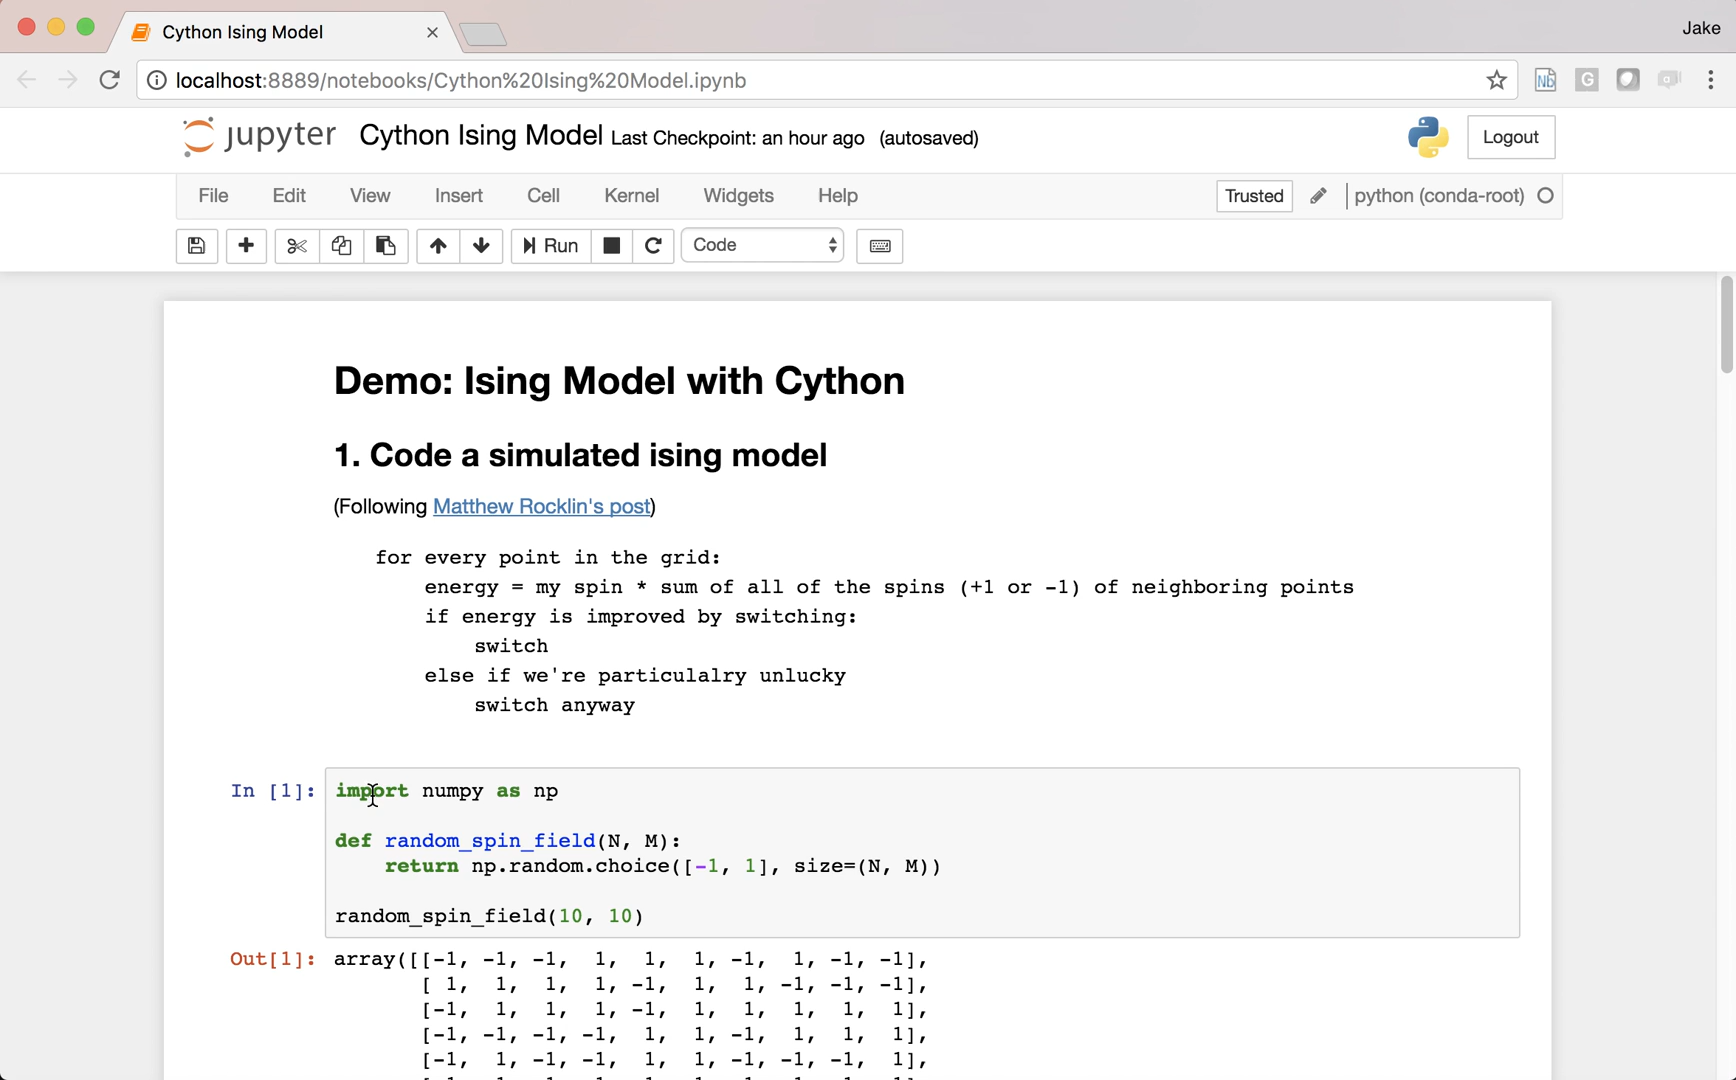 Cython Ising Model
Jake
localhost:8889/notebooks/Cython%20Ising%20Model.ipynb
Nb
G
a!
jupyter Cython Ising Model Last Checkpoint: an hour ago (autosaved)
Logout
File Edit View Insert Cell Kernel Widgets Help
Trusted python (conda-root)
Run Code
Demo: Ising Model with Cython
1. Code a simulated ising model
(Following Matthew Rocklin's post)
for every point in the grid:
    energy = my spin * sum of all of the spins (+1 or -1) of neighboring points
    if energy is improved by switching:
        switch
    else if we're particulalry unlucky
        switch anyway
In [1]: import numpy as np
def random_spin_field(N, M):
    return np.random.choice([-1, 1], size=(N, M))
random_spin_field(10, 10)
Out[1]: array([[-1, -1, -1,  1,  1,  1, -1,  1, -1, -1],
       [ 1,  1,  1,  1, -1,  1,  1, -1, -1, -1],
       [-1,  1,  1,  1, -1,  1,  1,  1,  1,  1],
       [-1, -1, -1, -1,  1,  1, -1,  1,  1,  1],
       [-1,  1, -1, -1,  1,  1, -1, -1, -1,  1],